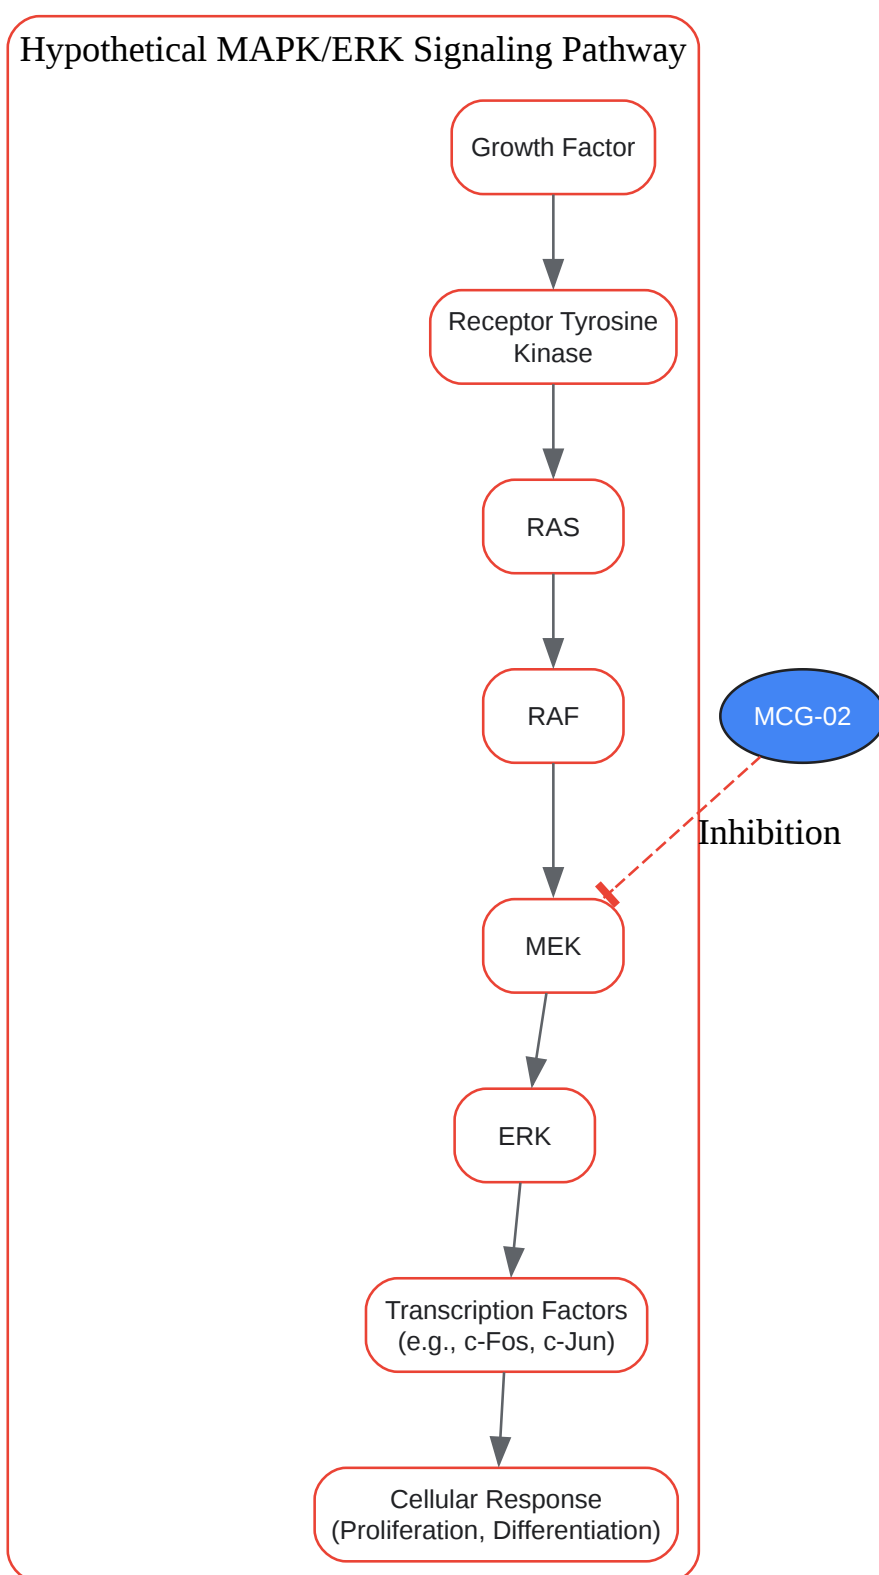 Hypothetical MAPK/ERK Signaling Pathway
Growth Factor
Receptor Tyrosine
Kinase
RAS
RAF
MCG-02
Inhibition
MEK
ERK
Transcription Factors
(e.g., c-Fos, c-Jun)
Cellular Response
(Proliferation, Differentiation)